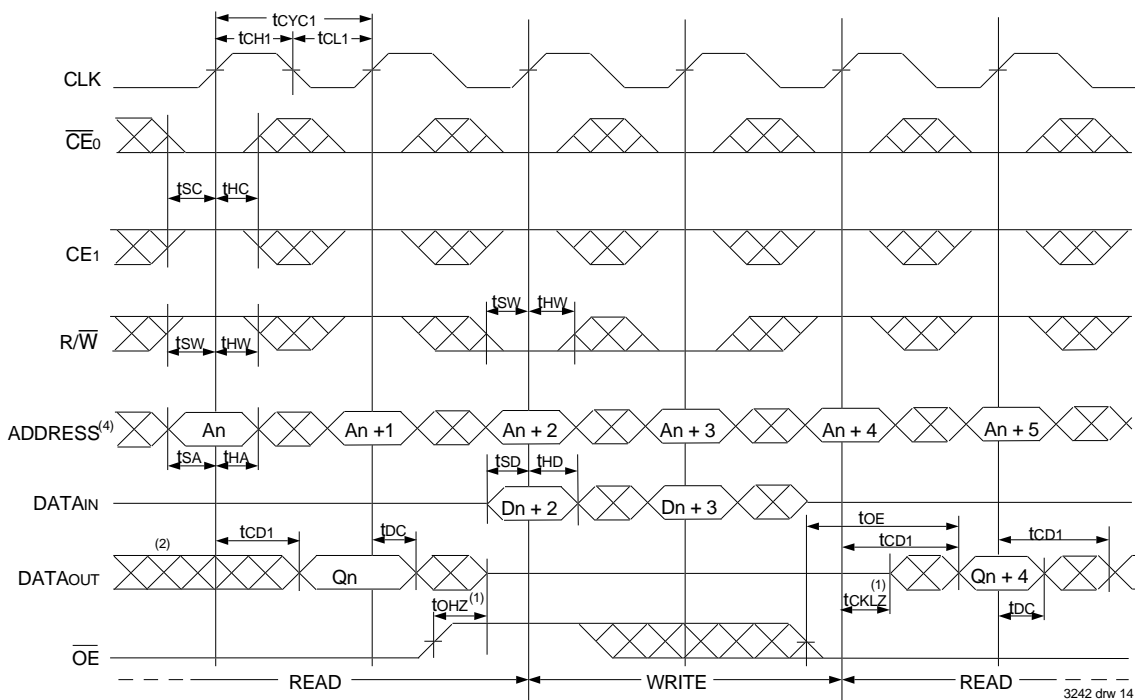 tCYC1
tCH1 tCL1
CLK
CE0
tSC tHC
CE1
tSW tHW
R/W
tSW tHW
ADDRESS(4) An An + 1 An + 2 An + 3 An + 4 An + 5
tSA tHA tSD tHD
DATAIN Dn + 2 Dn + 3
tOE
tCD1 tDC tCD1 tCD1
(2)
DATAOUT Qn Qn + 4
tOHZ(1) tCKLZ(1) tDC
OE
READ WRITE READ
3242 drw 14